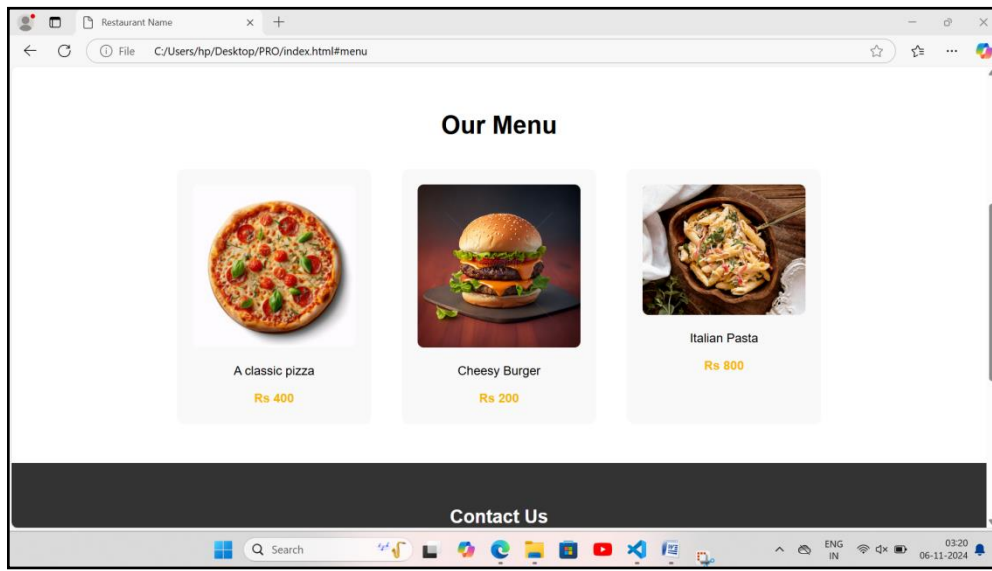 Restaurant Name
File C:/Users/hp/Desktop/PRO/index.html#menu
Our Menu
A classic pizza
Rs 400
Cheesy Burger
Rs 200
Italian Pasta
Rs 800
Contact Us
Search
ENG
IN
03:20
06-11-2024